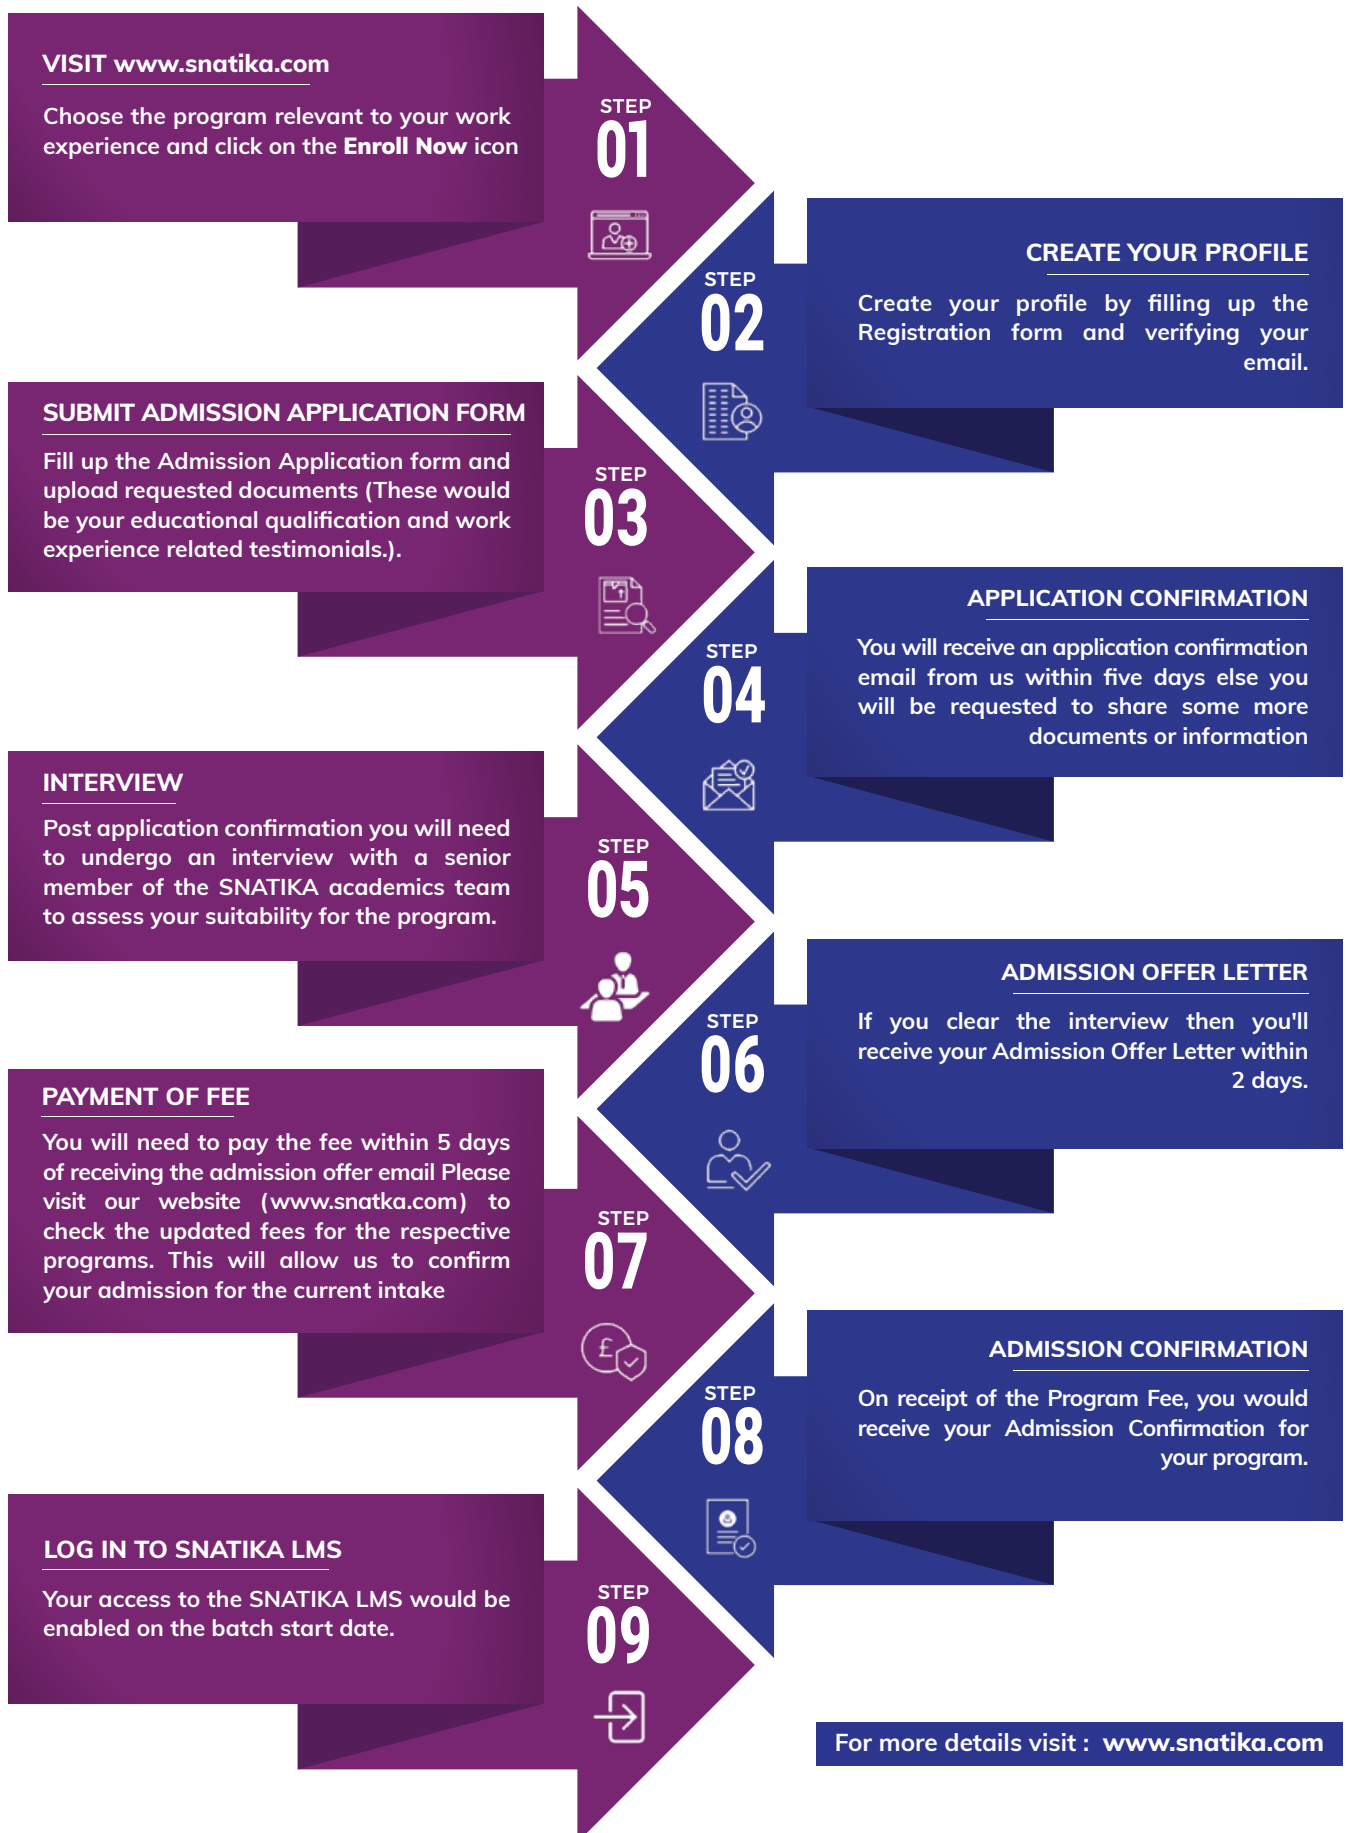 VISIT www.snatika.com
Choose the program relevant to your work
experience and click on the Enroll Now icon
STEP
01
CREATE YOUR PROFILE
Create your profile by filling up the
Registration form and verifying your
email.
STEP
02
SUBMIT ADMISSION APPLICATION FORM
Fill up the Admission Application form and
upload requested documents (These would
be your educational qualification and work
experience related testimonials.).
STEP
03
APPLICATION CONFIRMATION
You will receive an application confirmation
email from us within five days else you
will be requested to share some more
documents or information
STEP
04
INTERVIEW
Post application confirmation you will need
to undergo an interview with a senior
member of the SNATIKA academics team
to assess your suitability for the program.
STEP
05
ADMISSION OFFER LETTER
If you clear the interview then you'll
receive your Admission Offer Letter within
2 days.
STEP
06
PAYMENT OF FEE
You will need to pay the fee within 5 days
of receiving the admission offer email Please
visit our website (www.snatka.com) to
check the updated fees for the respective
programs. This will allow us to confirm
your admission for the current intake
STEP
07
£
ADMISSION CONFIRMATION
On receipt of the Program Fee, you would
receive your Admission Confirmation for
your program.
STEP
08
LOG IN TO SNATIKA LMS
Your access to the SNATIKA LMS would be
enabled on the batch start date.
STEP
09
For more details visit : www.snatika.com